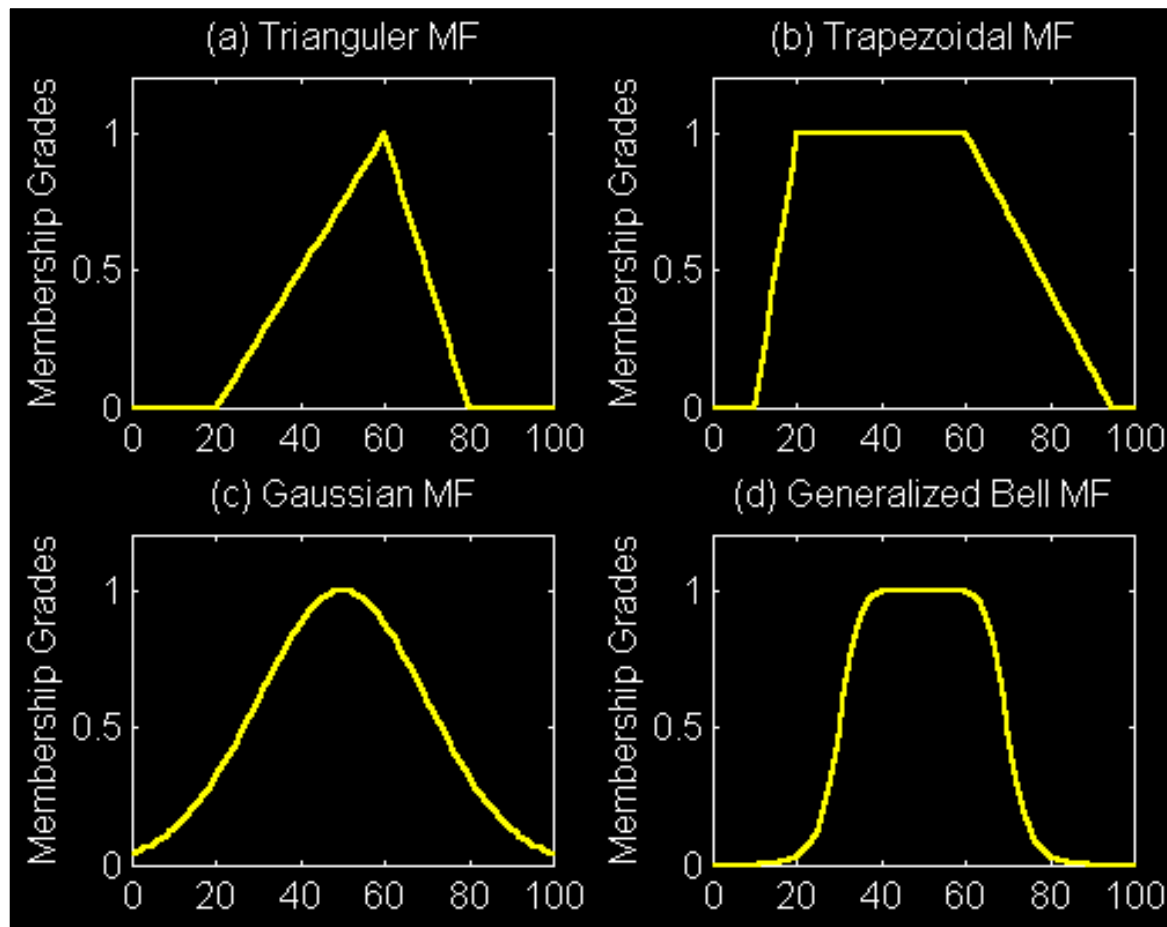 (a) Trianguler MF
Membership Grades
1
0.5
0
0 20 40 60 80 100
(b) Trapezoidal MF
Membership Grades
1
0.5
0
0 20 40 60 80 100
(c) Gaussian MF
Membership Grades
1
0.5
0
0 20 40 60 80 100
(d) Generalized Bell MF
Membership Grades
1
0.5
0
0 20 40 60 80 100